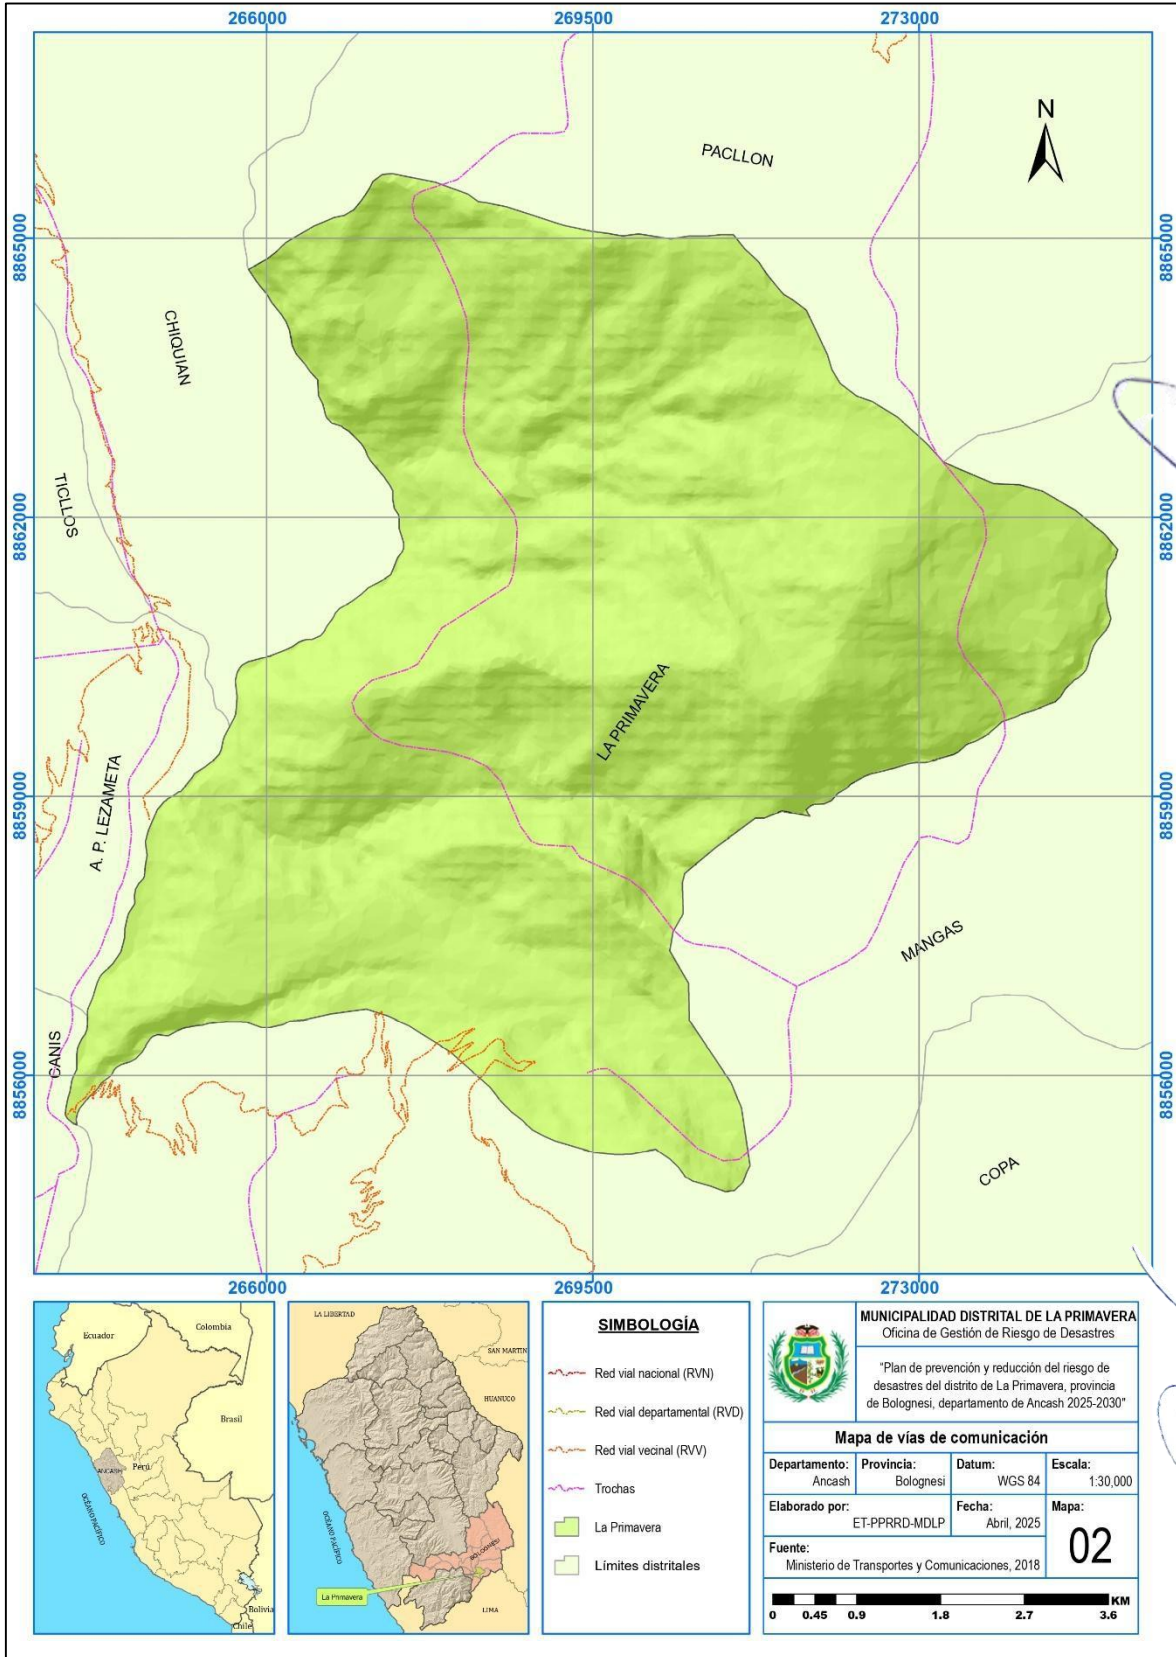 266000
269500
273000
N
PACLLON
8865000
8865000
CHIQUIAN
TICLLOS
8862000
8862000
LA PRIMAVERA
A. P. LEZAMETA
8859000
8859000
MANGAS
CANIS
8856000
8856000
COPA
266000
269500
273000
Ecuador
Colombia
Brasil
Perú
ANCASH
OCÉANO PACÍFICO
Bolivia
Chile
LA LIBERTAD
SAN MARTIN
HUANUCO
OCÉANO PACÍFICO
BOLOGNESI
La Primavera
LIMA
SIMBOLOGÍA
Red vial nacional (RVN)
Red vial departamental (RVD)
Red vial vecinal (RVV)
Trochas
La Primavera
Límites distritales
MUNICIPALIDAD DISTRITAL DE LA PRIMAVERA
Oficina de Gestión de Riesgo de Desastres
"Plan de prevención y reducción del riesgo de
desastres del distrito de La Primavera, provincia
de Bolognesi, departamento de Ancash 2025-2030"
Mapa de vías de comunicación
Departamento: Provincia: Datum: Escala:
Ancash Bolognesi WGS 84 1:30,000
Elaborado por: Fecha: Mapa:
ET-PPRRD-MDLP Abril, 2025
02
Fuente:
Ministerio de Transportes y Comunicaciones, 2018
KM
0 0.45 0.9 1.8 2.7 3.6